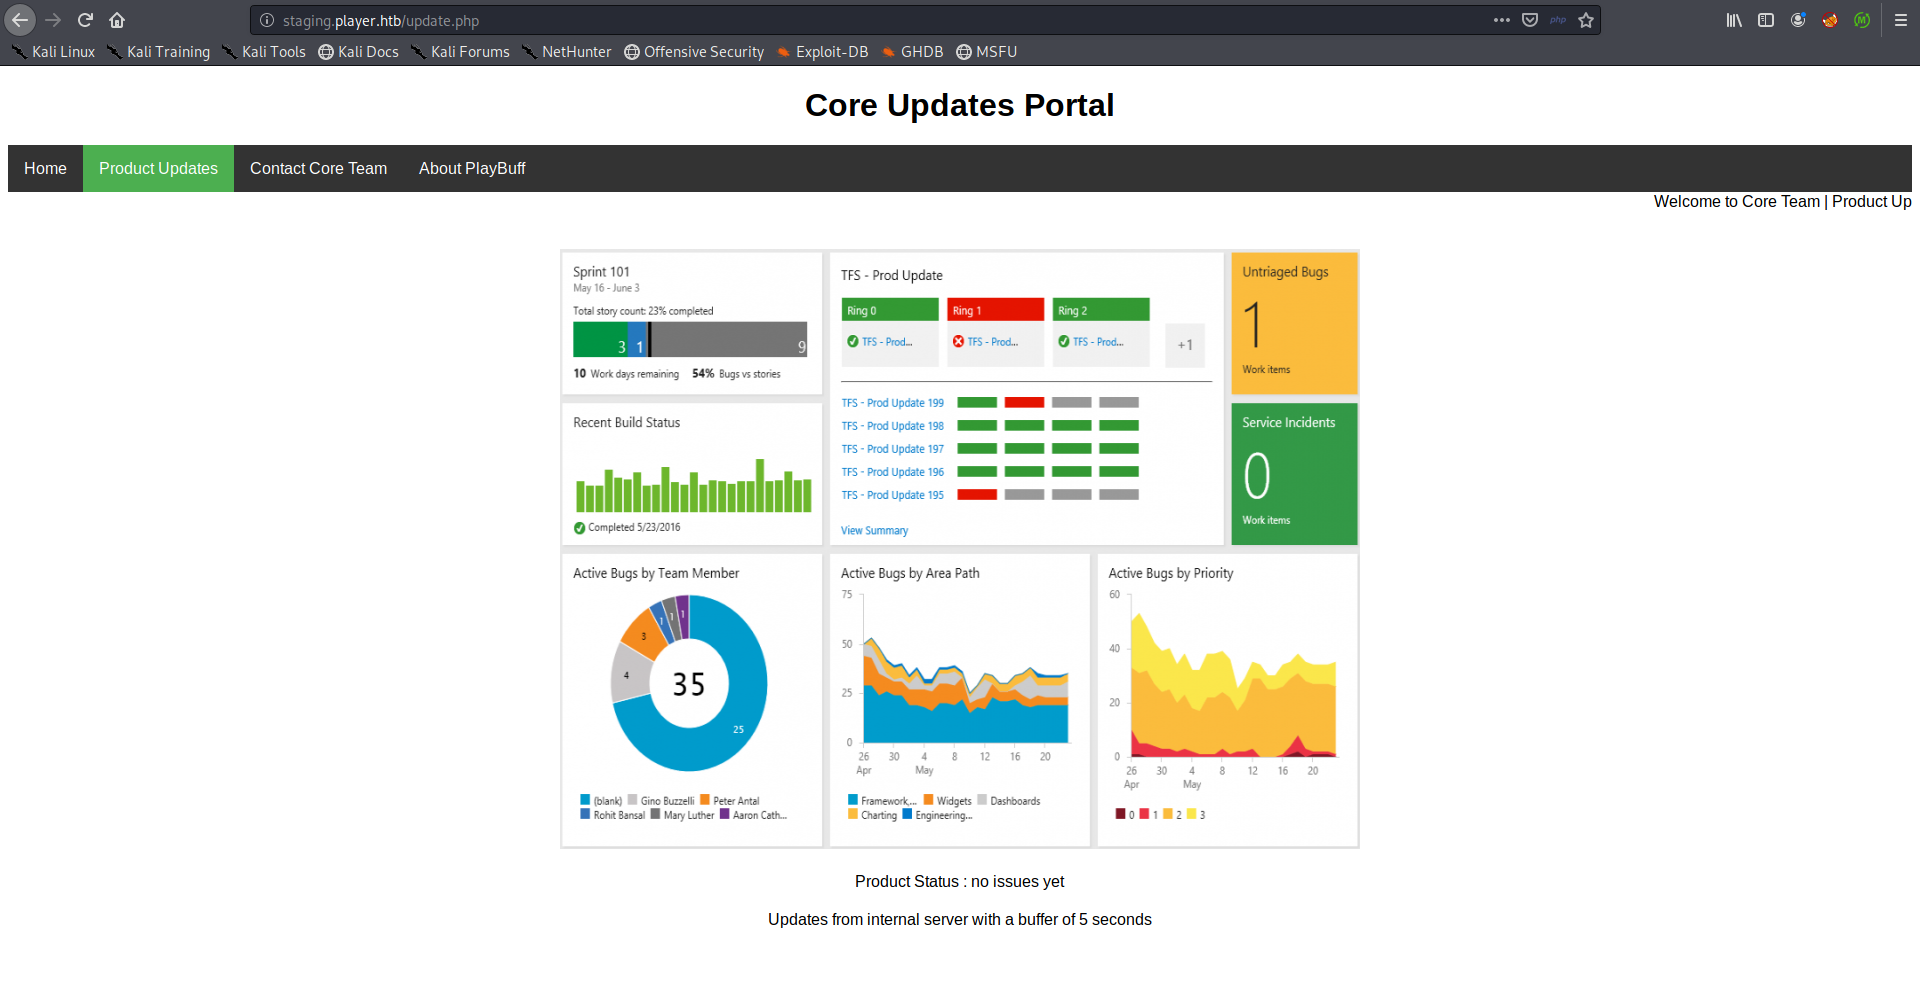 staging.player.htb/update.php
php
Kali Linux Kali Training Kali Tools Kali Docs Kali Forums NetHunter Offensive Security Exploit-DB GHDB MSFU
Core Updates Portal
Home Product Updates Contact Core Team About PlayBuff
Welcome to Core Team | Product Up
Sprint 101
May 16 - June 3
Total story count: 23% completed
3 1 9
10 Work days remaining 54% Bugs vs stories
TFS - Prod Update
Ring 0 Ring 1 Ring 2
TFS - Prod... TFS - Prod... TFS - Prod... +1
TFS - Prod Update 199
TFS - Prod Update 198
TFS - Prod Update 197
TFS - Prod Update 196
TFS - Prod Update 195
View Summary
Untriaged Bugs
1
Work items
Recent Build Status
Completed 5/23/2016
Service Incidents
0
Work items
Active Bugs by Team Member
1 1 1
3
4
35
25
(blank) Gino Buzzelli Peter Antal
Rohit Bansal Mary Luther Aaron Cath...
Active Bugs by Area Path
75
50
25
0
26 30 4 8 12 16 20
Apr May
Framework,... Widgets Dashboards
Charting Engineering...
Active Bugs by Priority
60
40
20
0
26 30 4 8 12 16 20
Apr May
0 1 2 3
Product Status : no issues yet
Updates from internal server with a buffer of 5 seconds